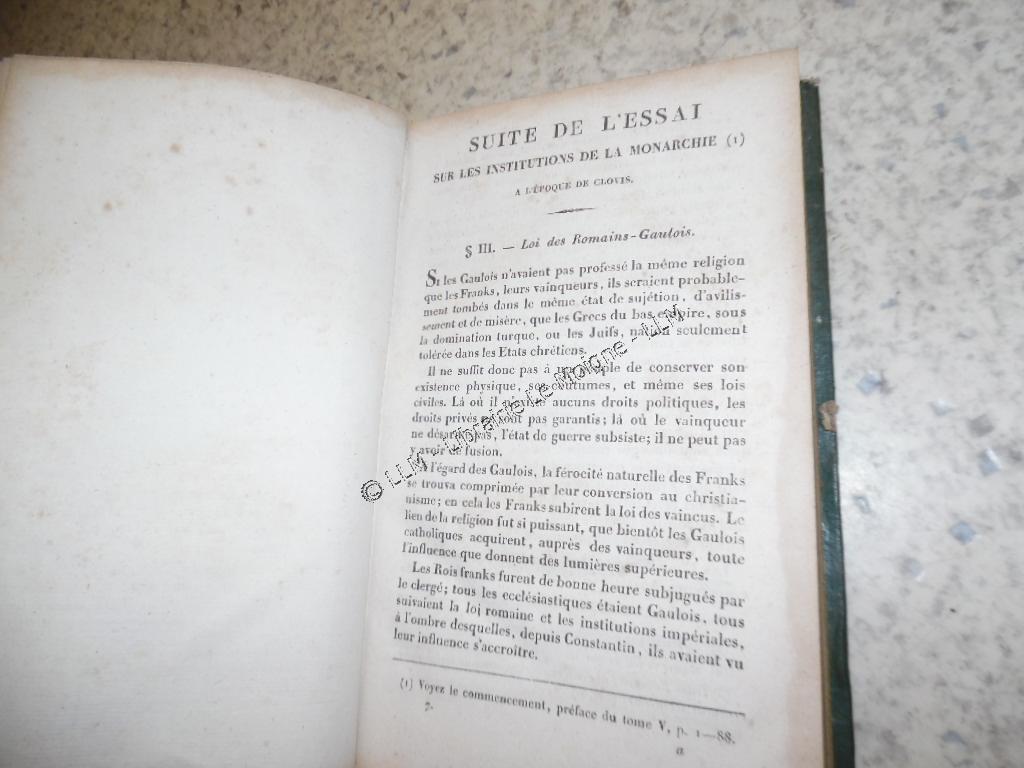 SUITE DE L'ESSAI
SUR LES INSTITUTIONS DE LA MONARCHIE (1)
A L'ÉPOQUE DE CLOVIS.
§ III. — Loi des Romains-Gaulois.
Si les Gaulois n'avaient pas professé la même religion
que les Franks, leurs vainqueurs, ils seraient probable-
ment tombés dans le même état de sujétion, d'avilis-
sement et de misère, que les Grecs du bas empire, sous
la domination turque, ou les Juifs, nation seulement
tolérée dans les Etats chrétiens.
Il ne suffit donc pas à un peuple de conserver son
existence physique, ses coutumes, et même ses lois
civiles. Là où il aucuns droits politiques, les
droits privés ne sont pas garantis; là où le vainqueur
ne désarme pas, l'état de guerre subsiste; il ne peut pas
y avoir de fusion.
A l'égard des Gaulois, la férocité naturelle des Franks
se trouva comprimée par leur conversion au christia-
nisme; en cela les Franks subirent la loi des vaincus. Le
lien de la religion fut si puissant, que bientôt les Gaulois
catholiques acquirent, auprès des vainqueurs, toute
l'influence que donnent des lumières supérieures.
Les Rois franks furent de bonne heure subjugués par
le clergé; tous les ecclésiastiques étaient Gaulois, tous
suivaient la loi romaine et les institutions impériales,
à l'ombre desquelles, depuis Constantin, ils avaient vu
leur influence s'accroître.
(1) Voyez le commencement, préface du tome V, p. 1—88.
7. a
© LLM - Librairie Le Moigne - LLM